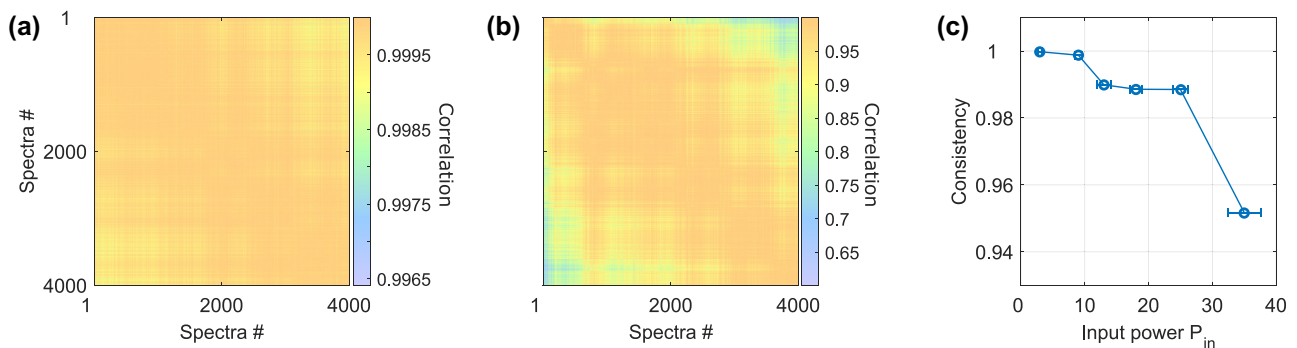 (a)
1
2000
4000
Spectra #
1
2000
4000
Spectra #
0.9995
0.9985
0.9975
0.9965
Correlation
(b)
1
2000
4000
Spectra #
0.95
0.9
0.85
0.8
0.75
0.7
0.65
Correlation
(c)
1
0.98
0.96
0.94
Consistency
0
10
20
30
40
Input power P_in